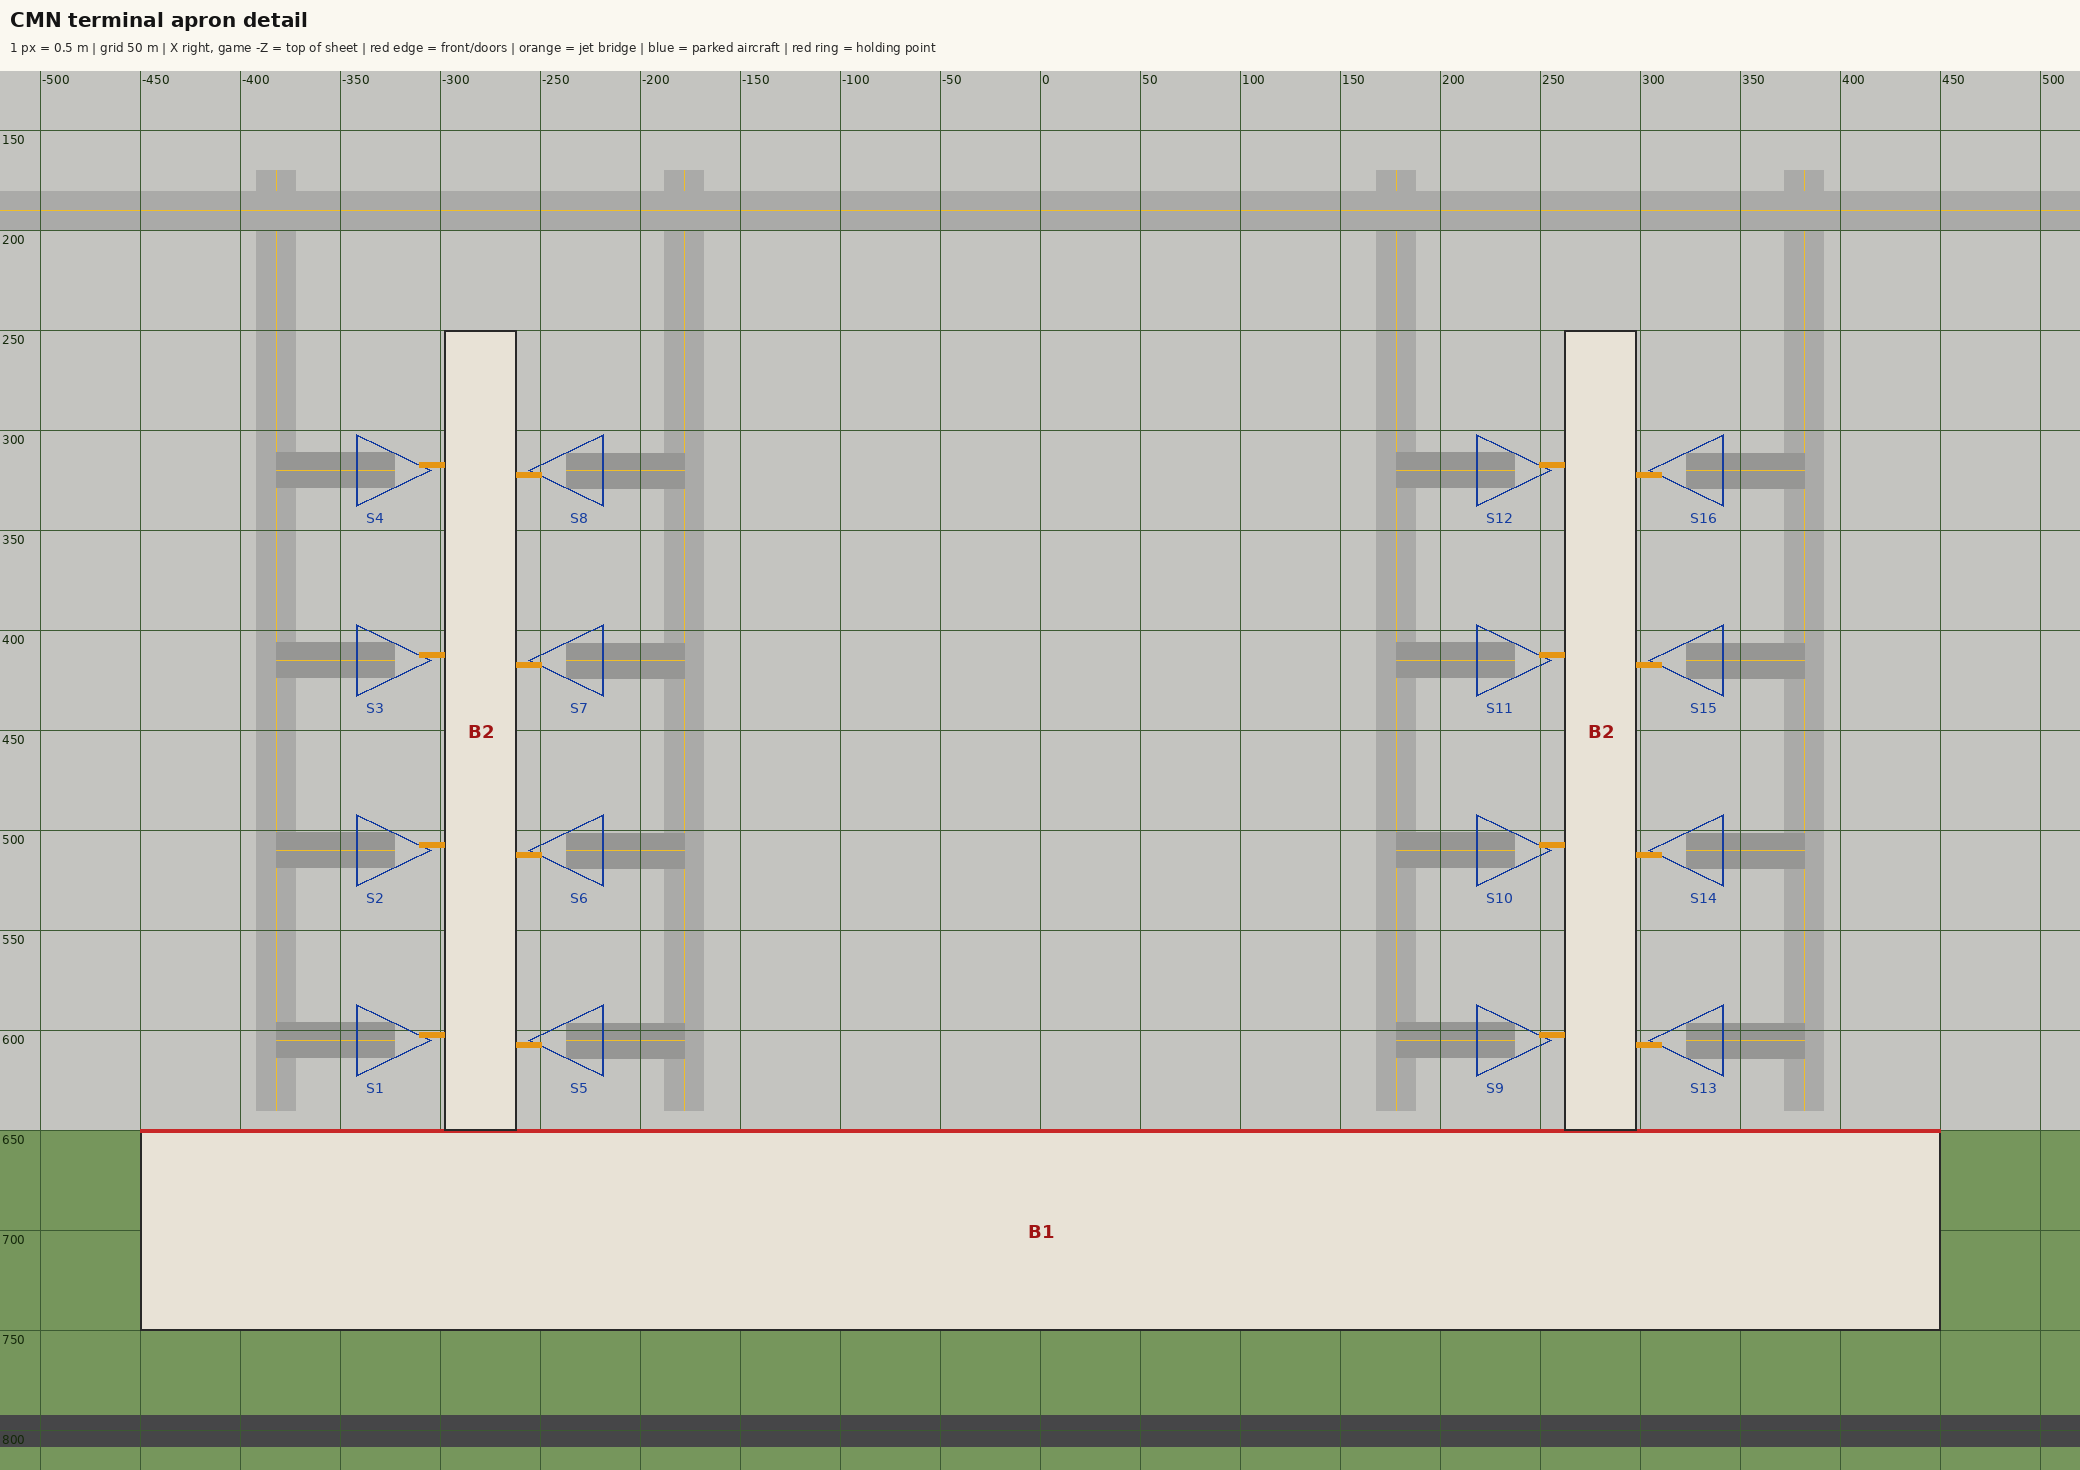 CMN terminal apron detail
1 px = 0.5 m | grid 50 m | X right, game -Z = top of sheet | red edge = front/doors | orange = jet bridge | blue = parked aircraft | red ring = holding point
-500 -450 -400 -350 -300 -250 -200 -150 -100 -50 0 50 100 150 200 250 300 350 400 450 500
150
200
250
300
S4 S8 S12 S16
350
400
S3 S7 S11 S15
B2 B2
450
500
S2 S6 S10 S14
550
600
S1 S5 S9 S13
650
B1
700
750
800